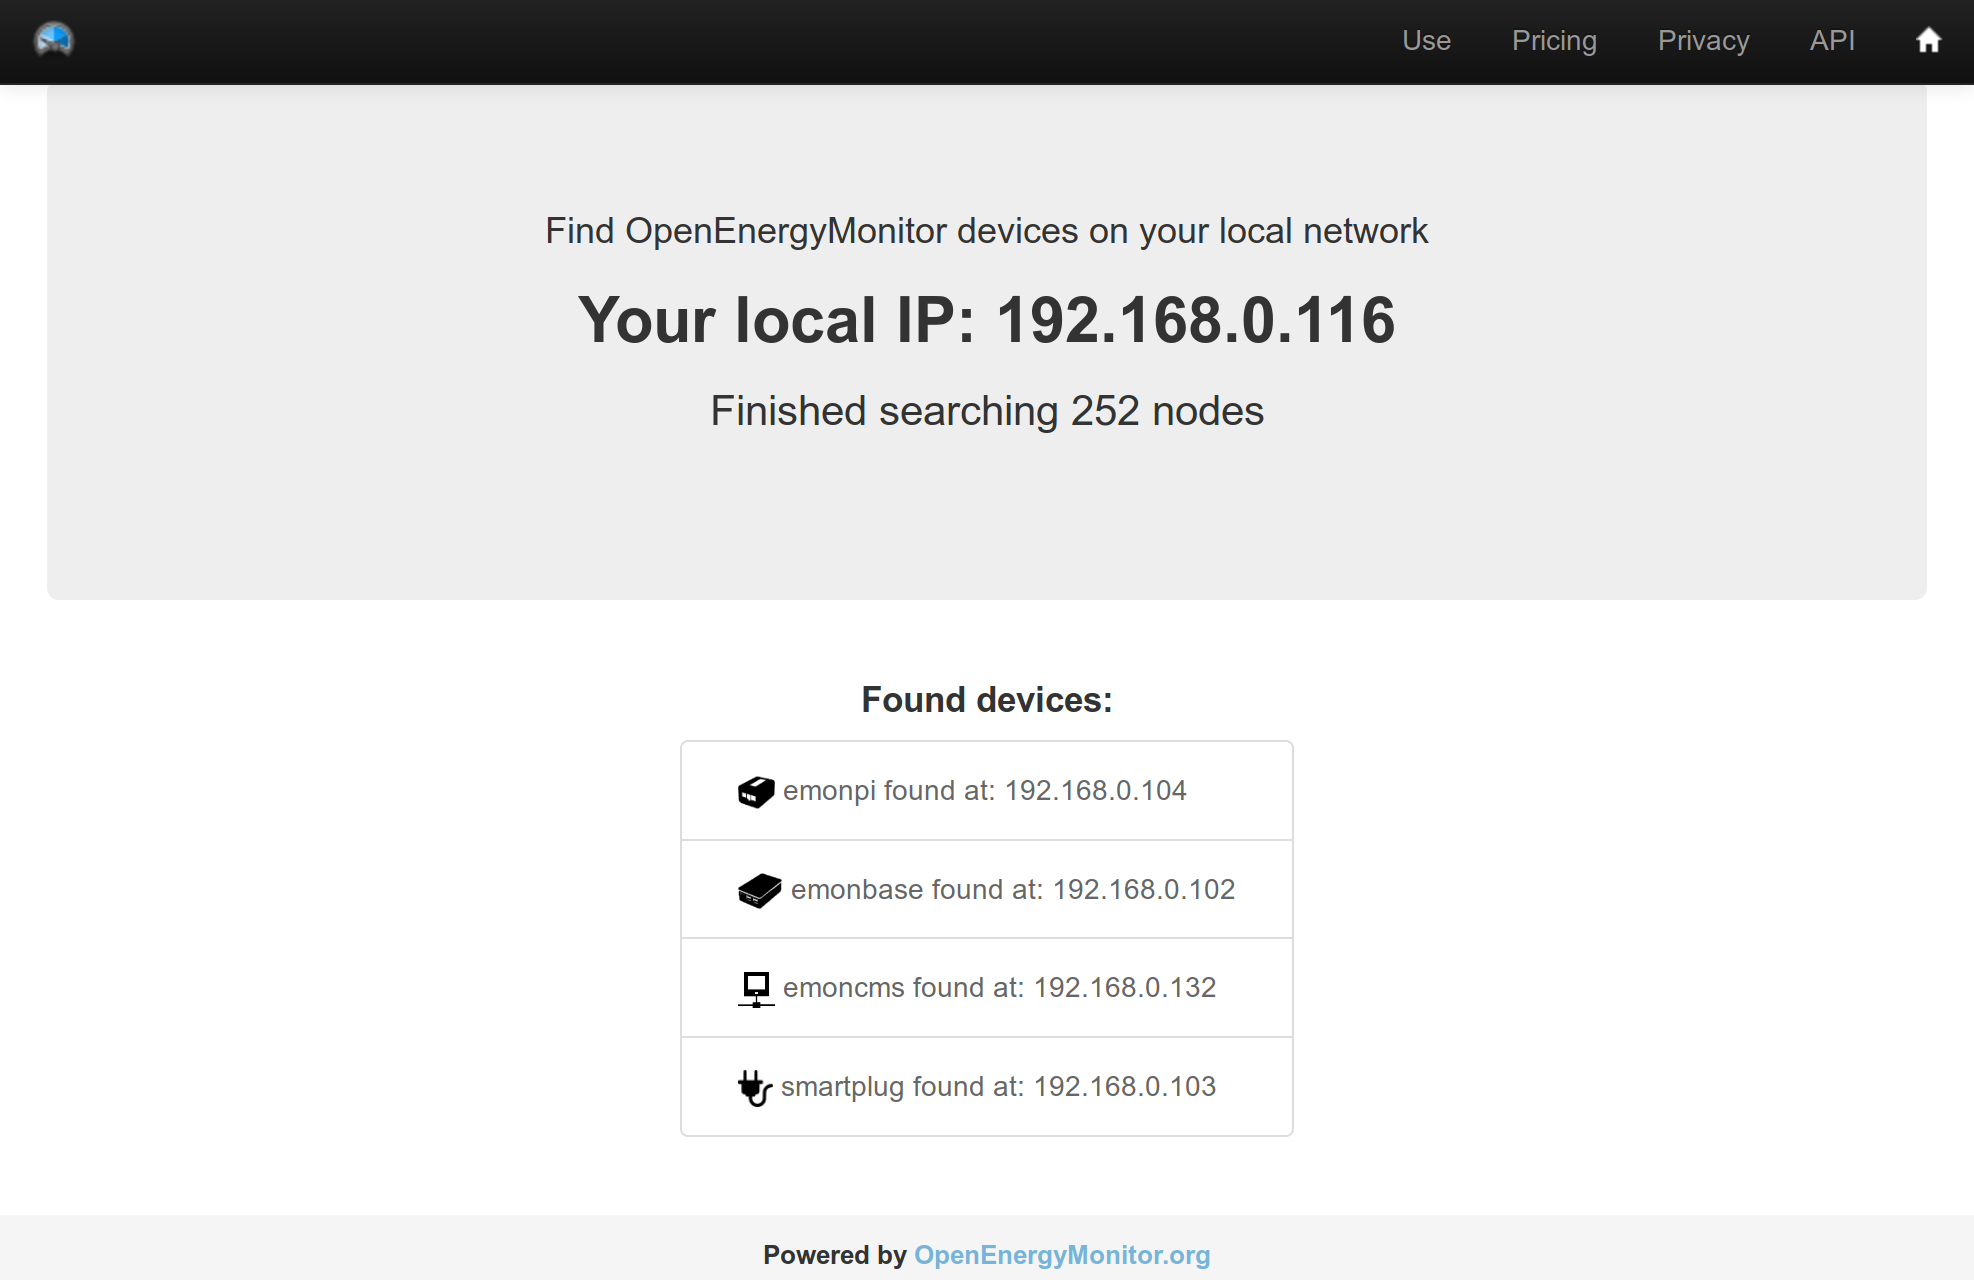 Use Pricing Privacy API
Find OpenEnergyMonitor devices on your local network
Your local IP: 192.168.0.116
Finished searching 252 nodes
Found devices:
emonpi found at: 192.168.0.104
emonbase found at: 192.168.0.102
emoncms found at: 192.168.0.132
smartplug found at: 192.168.0.103
Powered by OpenEnergyMonitor.org